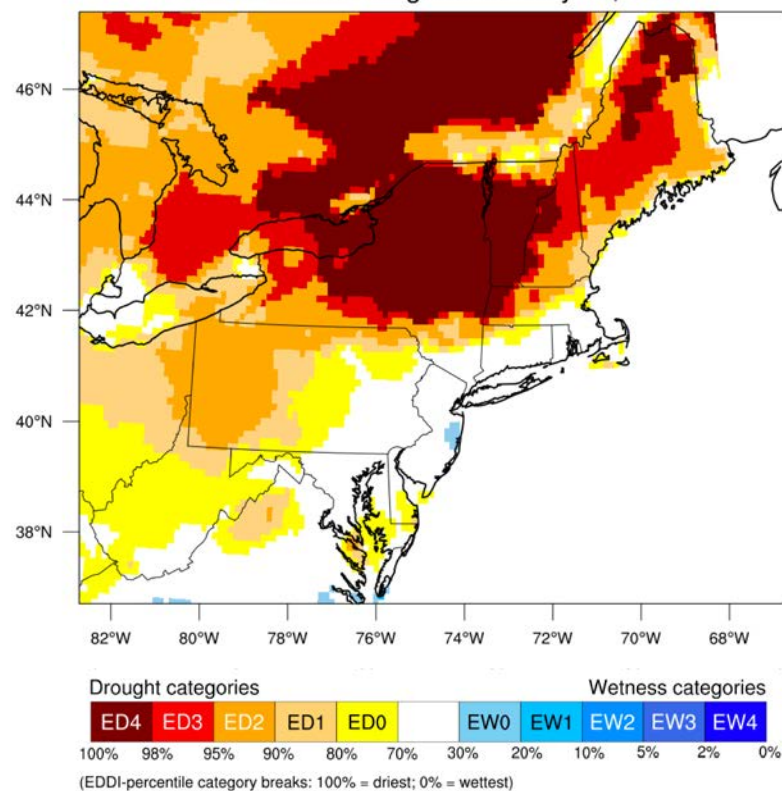 46°N
44°N
42°N
40°N
38°N
82°W 80°W 78°W 76°W 74°W 72°W 70°W 68°W
Drought categories Wetness categories
ED4 ED3 ED2 ED1 ED0 EW0 EW1 EW2 EW3 EW4
100% 98% 95% 90% 80% 70% 30% 20% 10% 5% 2% 0%
(EDDI-percentile category breaks: 100% = driest; 0% = wettest)